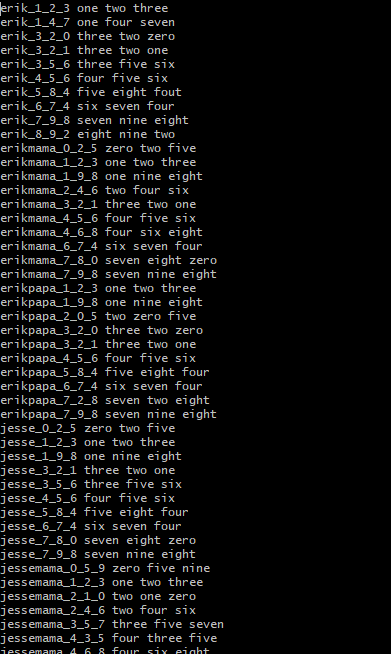 erik_1_2_3 one two three
erik_1_4_7 one four seven
erik_3_2_0 three two zero
erik_3_2_1 three two one
erik_3_5_6 three five six
erik_4_5_6 four five six
erik_5_8_4 five eight fout
erik_6_7_4 six seven four
erik_7_9_8 seven nine eight
erik_8_9_2 eight nine two
erikmama_0_2_5 zero two five
erikmama_1_2_3 one two three
erikmama_1_9_8 one nine eight
erikmama_2_4_6 two four six
erikmama_3_2_1 three two one
erikmama_4_5_6 four five six
erikmama_4_6_8 four six eight
erikmama_6_7_4 six seven four
erikmama_7_8_0 seven eight zero
erikmama_7_9_8 seven nine eight
erikpapa_1_2_3 one two three
erikpapa_1_9_8 one nine eight
erikpapa_2_0_5 two zero five
erikpapa_3_2_0 three two zero
erikpapa_3_2_1 three two one
erikpapa_4_5_6 four five six
erikpapa_5_8_4 five eight four
erikpapa_6_7_4 six seven four
erikpapa_7_2_8 seven two eight
erikpapa_7_9_8 seven nine eight
jesse_0_2_5 zero two five
jesse_1_2_3 one two three
jesse_1_9_8 one nine eight
jesse_3_2_1 three two one
jesse_3_5_6 three five six
jesse_4_5_6 four five six
jesse_5_8_4 five eight four
jesse_6_7_4 six seven four
jesse_7_8_0 seven eight zero
jesse_7_9_8 seven nine eight
jessemama_0_5_9 zero five nine
jessemama_1_2_3 one two three
jessemama_2_1_0 two one zero
jessemama_2_4_6 two four six
jessemama_3_5_7 three five seven
jessemama_4_3_5 four three five
jessemama_4_6_8 four six eight